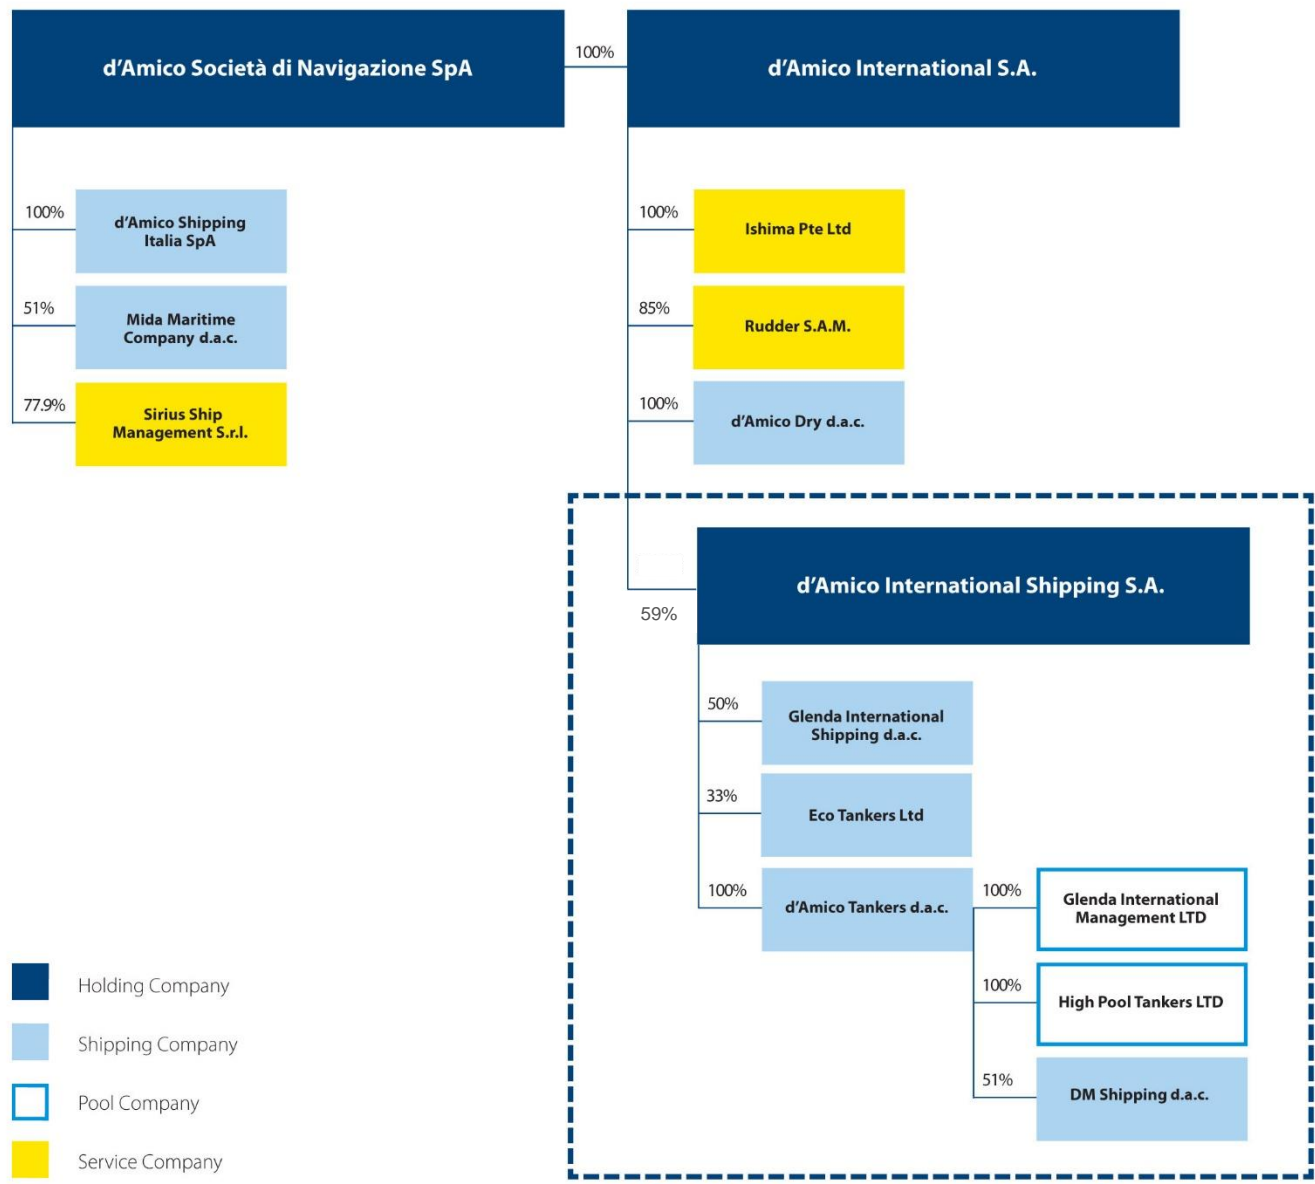 d’Amico Società di Navigazione SpA
100%
d’Amico International S.A.
100%
d’Amico Shipping
Italia SpA
51%
Mida Maritime
Company d.a.c.
77.9%
Sirius Ship
Management S.r.l.
100%
Ishima Pte Ltd
85%
Rudder S.A.M.
100%
d’Amico Dry d.a.c.
59%
d’Amico International Shipping S.A.
50%
Glenda International
Shipping d.a.c.
33%
Eco Tankers Ltd
100%
d’Amico Tankers d.a.c.
100%
Glenda International
Management LTD
100%
High Pool Tankers LTD
51%
DM Shipping d.a.c.
Holding Company
Shipping Company
Pool Company
Service Company